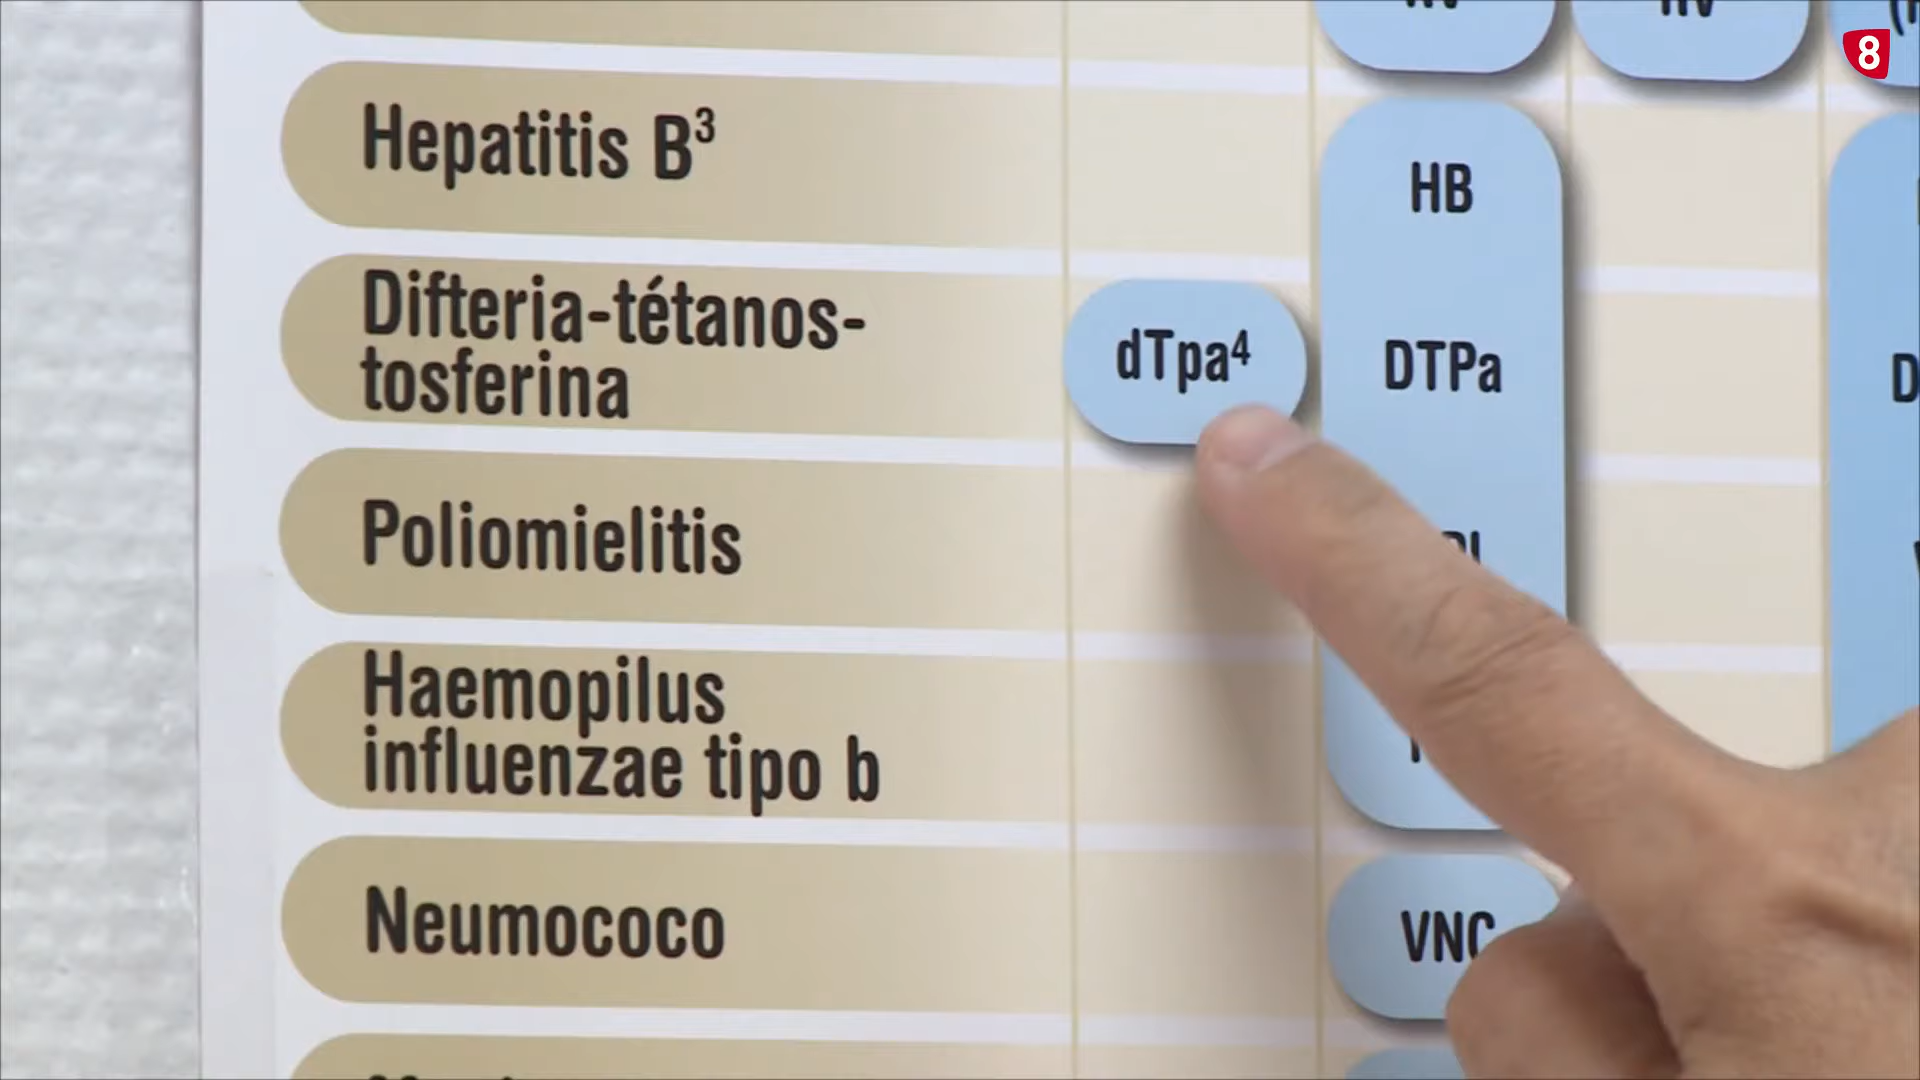 8
Hepatitis B³
HB
Difteria-tétanos-
tosferina
dTpa⁴
DTPa
Poliomielitis
Haemopilus
influenzae tipo b
Neumococo